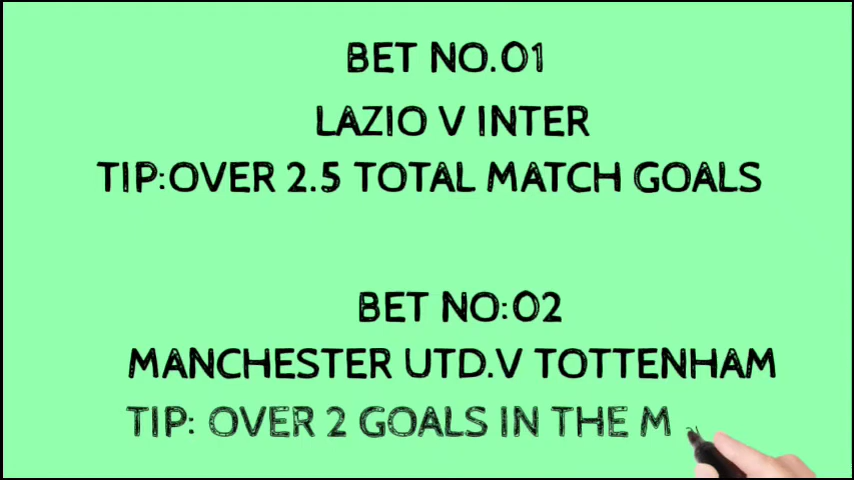 BET NO.01
LAZIO V INTER
TIP:OVER 2.5 TOTAL MATCH GOALS
BET NO:02
MANCHESTER UTD.V TOTTENHAM
TIP: OVER 2 GOALS IN THE M